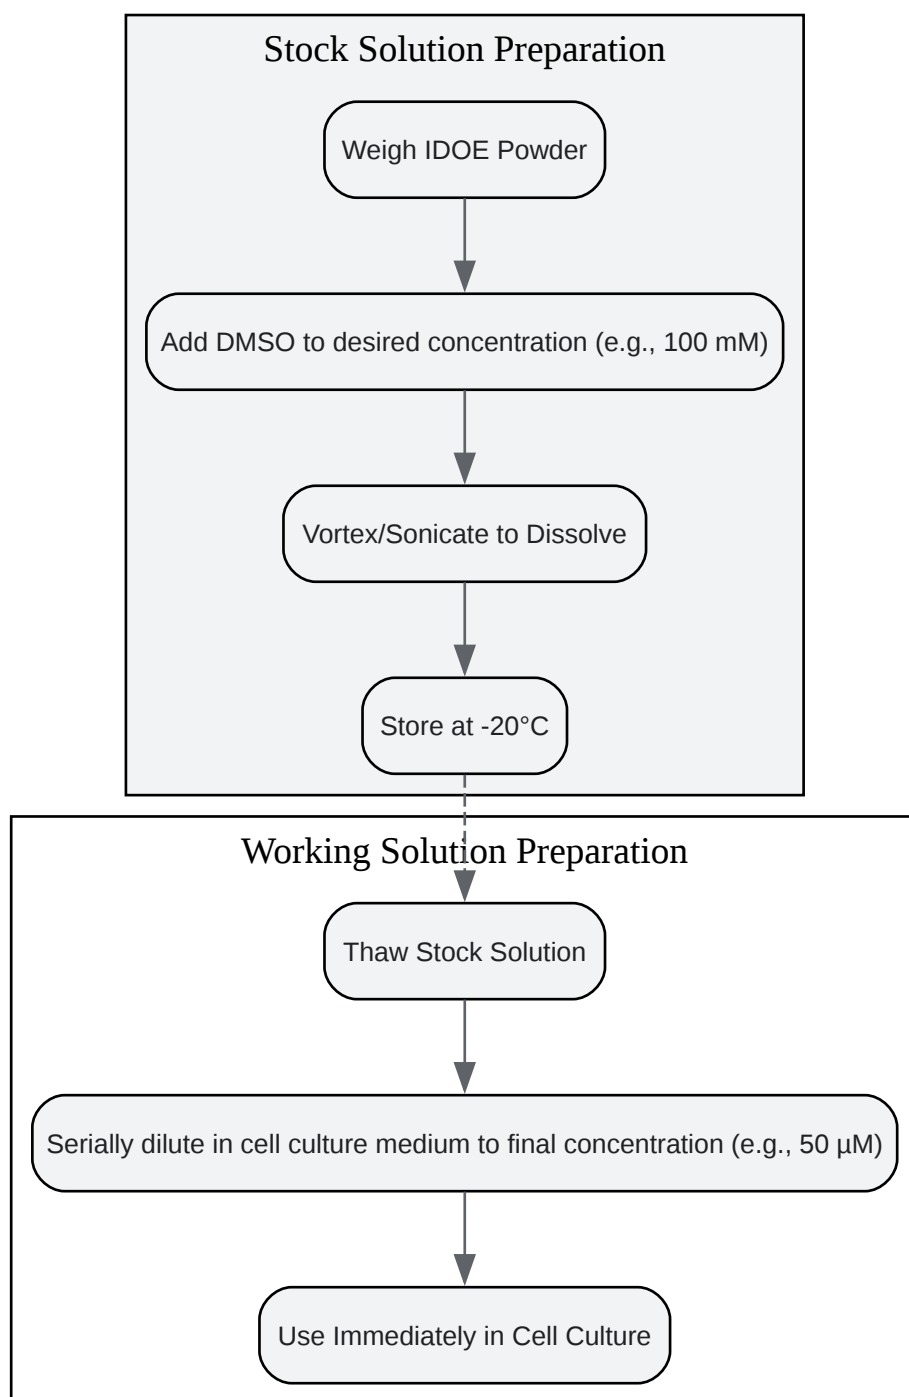 Stock Solution Preparation
Weigh IDOE Powder
Add DMSO to desired concentration (e.g., 100 mM)
Vortex/Sonicate to Dissolve
Store at -20°C
Working Solution Preparation
Thaw Stock Solution
Serially dilute in cell culture medium to final concentration (e.g., 50 µM)
Use Immediately in Cell Culture